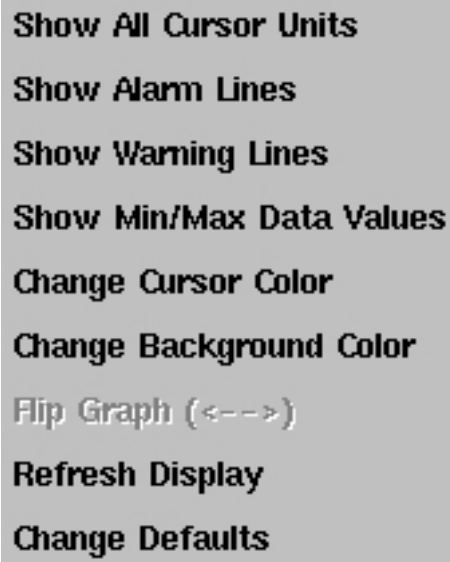 Show All Cursor Units
Show Alarm Lines
Show Warning Lines
Show Min/Max Data Values
Change Cursor Color
Change Background Color
Flip Graph (<-->)
Refresh Display
Change Defaults